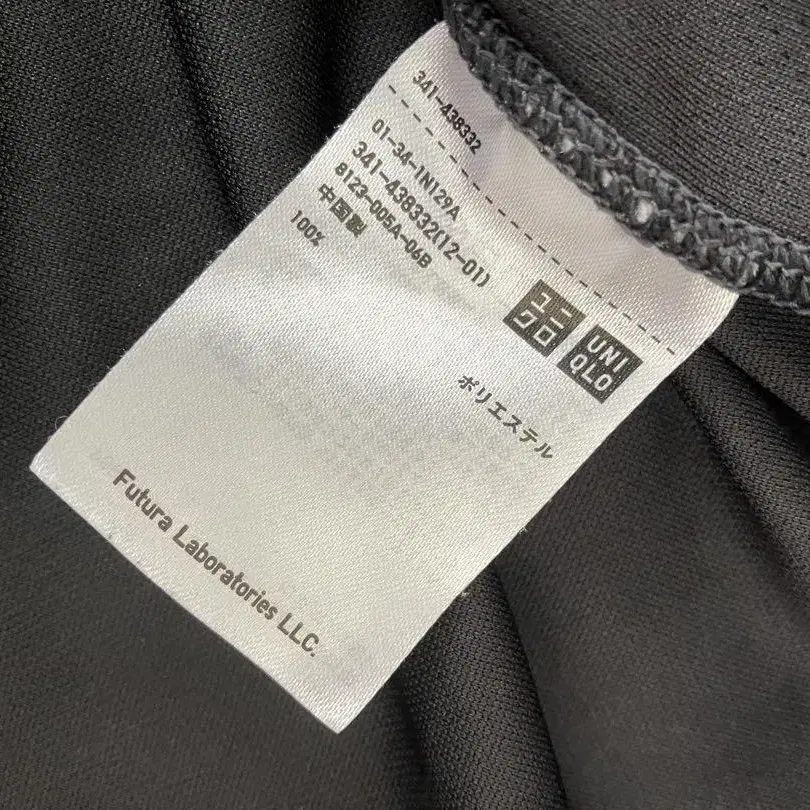 341-438332
01-34-1N129A
341-438332(12-01)
8123-005A-06B
中国製
100%
ユニ
クロ
UNI
QLO
ポリエステル
Futura Laboratories LLC.